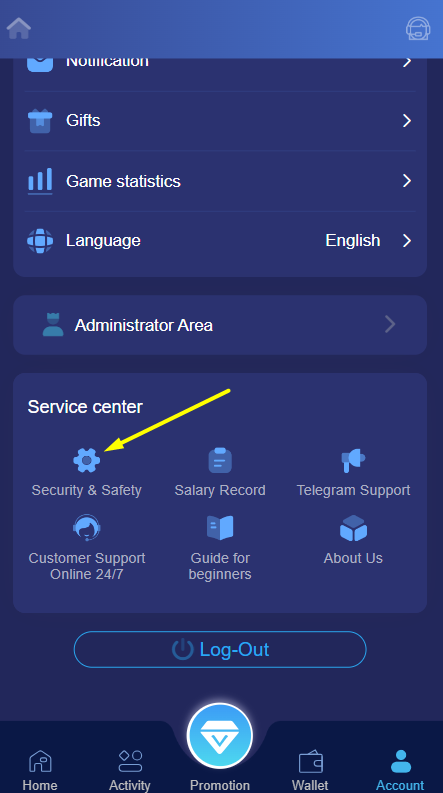 Notification
Gifts
Game statistics
Language English
Administrator Area
Service center
Security & Safety Salary Record Telegram Support
Customer Support Guide for About Us
Online 24/7 beginners
Log-Out
Home Activity Promotion Wallet Account